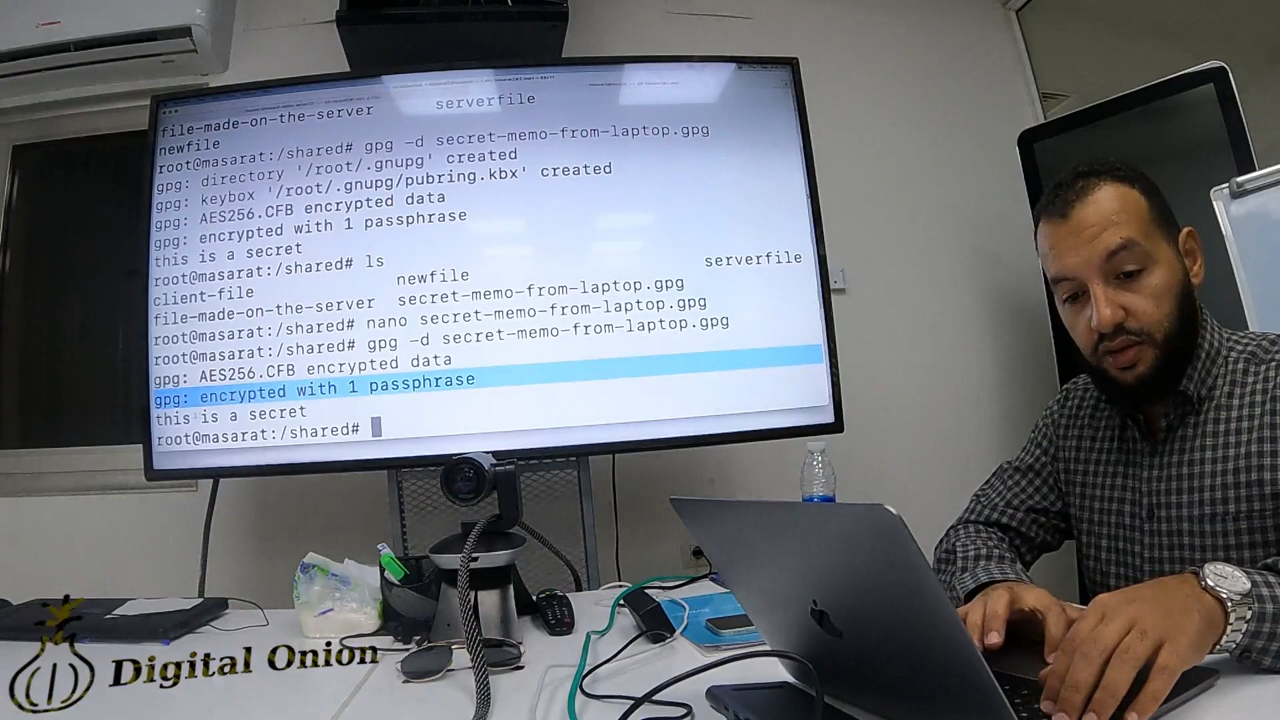 serverfile
file-made-on-the-server
newfile
root@masarat:/shared# gpg -d secret-memo-from-laptop.gpg
gpg: directory '/root/.gnupg' created
gpg: keybox '/root/.gnupg/pubring.kbx' created
gpg: AES256.CFB encrypted data
gpg: encrypted with 1 passphrase
this is a secret
root@masarat:/shared# ls
client-file newfile serverfile
file-made-on-the-server secret-memo-from-laptop.gpg
root@masarat:/shared# nano secret-memo-from-laptop.gpg
root@masarat:/shared# gpg -d secret-memo-from-laptop.gpg
gpg: AES256.CFB encrypted data
gpg: encrypted with 1 passphrase
this is a secret
root@masarat:/shared#
Digital Onion